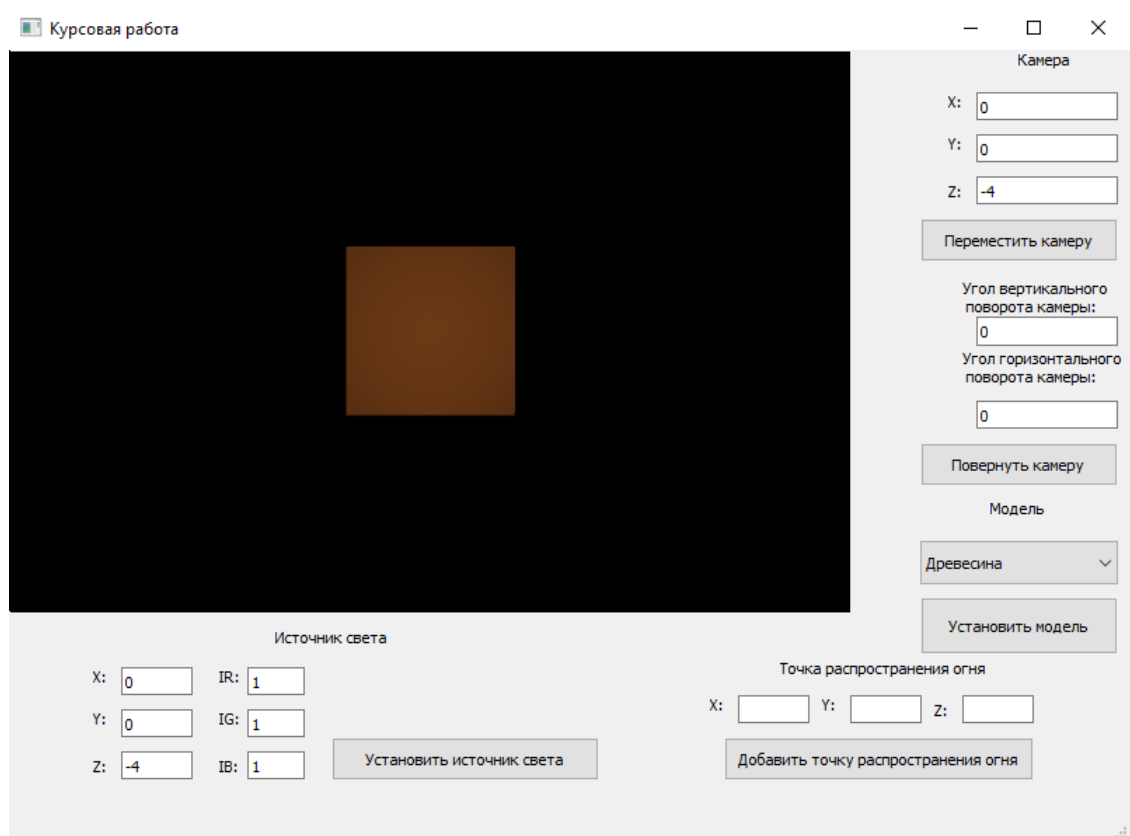 Курсовая работа
Камера
X: 0
Y: 0
Z: -4
Переместить камеру
Угол вертикального
поворота камеры:
0
Угол горизонтального
поворота камеры:
0
Повернуть камеру
Модель
Древесина
Установить модель
Источник света
X: 0 IR: 1
Y: 0 IG: 1
Z: -4 IB: 1
Установить источник света
Точка распространения огня
X: Y: Z:
Добавить точку распространения огня